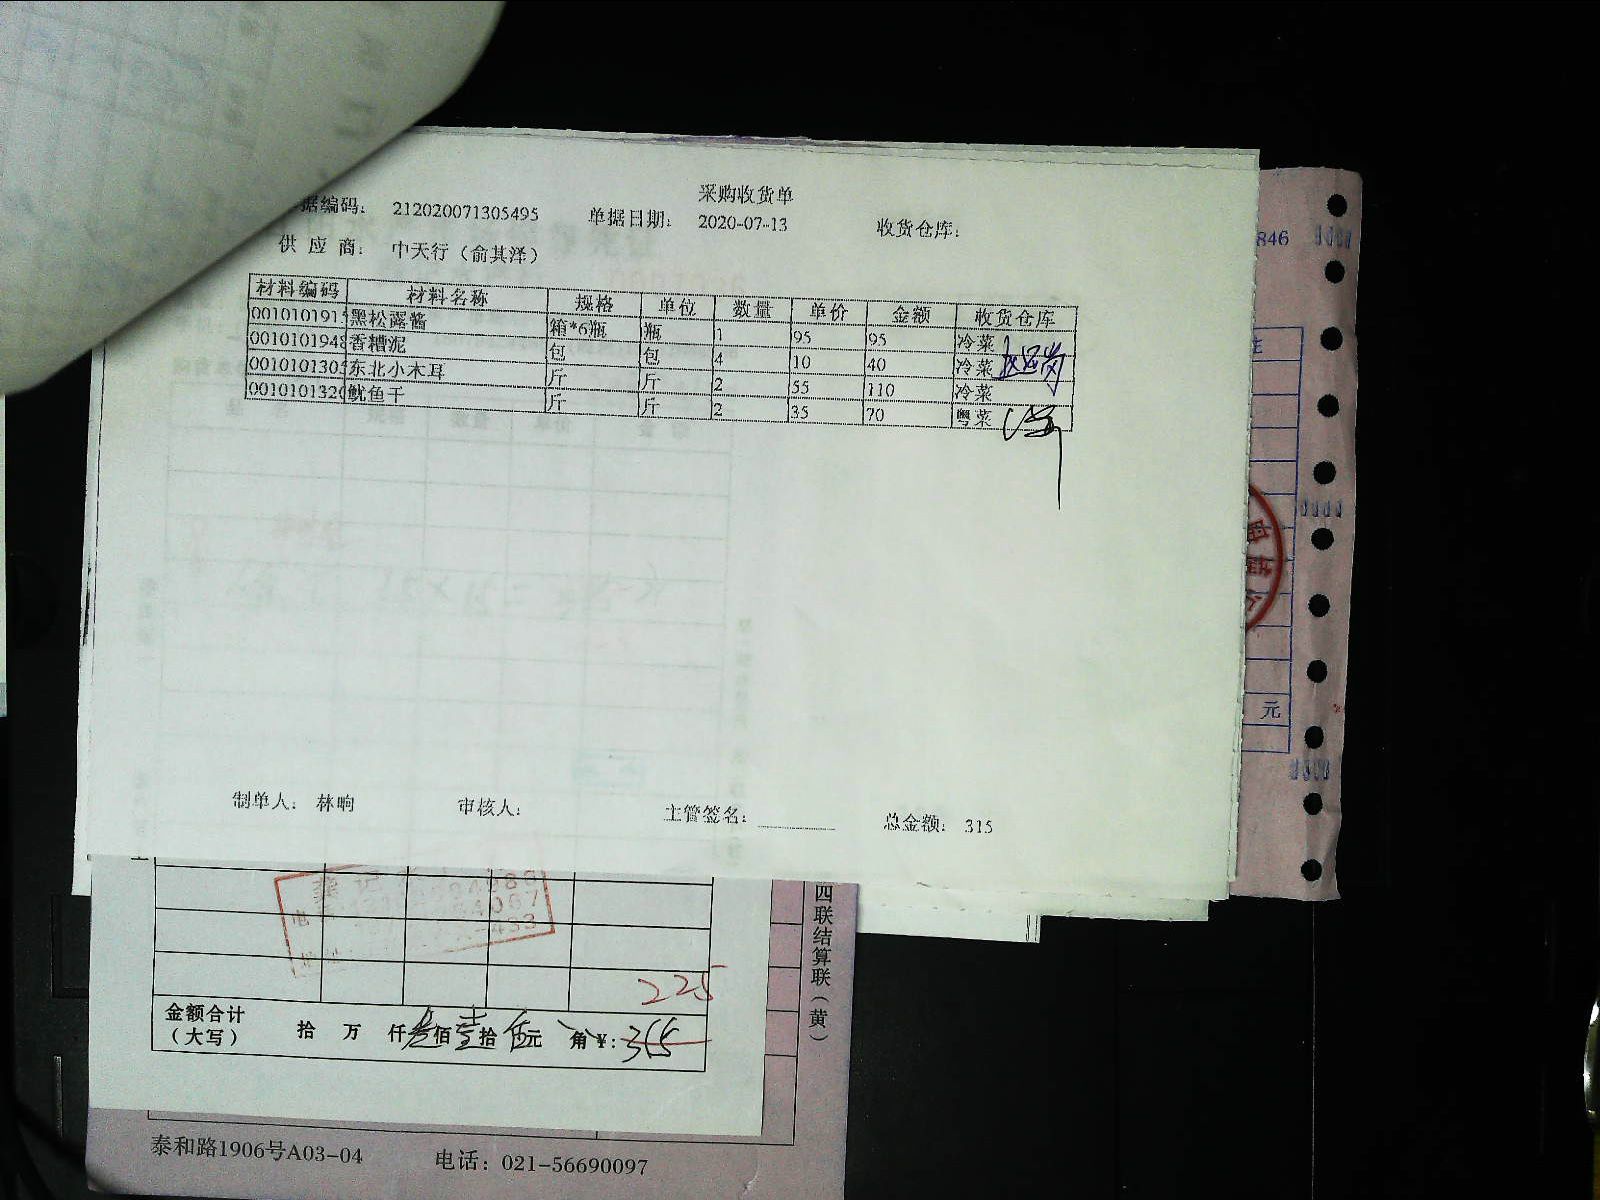 采购收货单
据编码： 212020071305495 单据日期： 2020-07-13 收货仓库：
供 应 商： 中天行（俞其泽）
材料编码 材料名称 规格 单位 数量 单价 金额 收货仓库
001010191 黑松露酱 箱*6瓶 瓶 1 95 95 冷菜
0010101948 香糟泥 包 包 4 10 40 冷菜
001010130 东北小木耳 斤 斤 2 55 110 冷菜
001010132 鱿鱼干 斤 斤 2 35 70 粤菜
制单人： 林响 审核人： 主管签名： 总金额： 315
846
元
四联结算联（黄）
225
金额合计
（大写） 拾 万 仟叁佰壹拾伍元 角 ¥: 315
泰和路1906号A03-04 电话：021-56690097